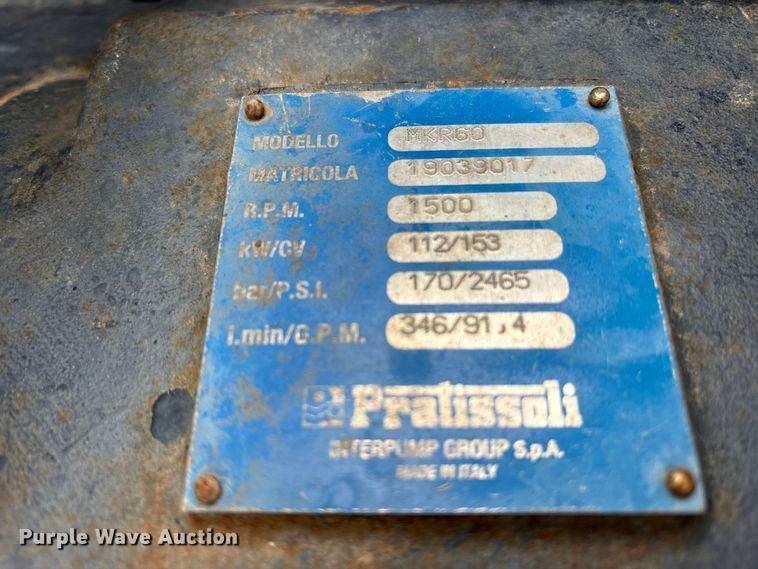 MODELLO MKR60
MATRICOLA 19039017
R.P.M. 1500
kW/CV 112/153
bar/P.S.I. 170/2465
l.min/G.P.M. 346/91,4
Pratissoli
INTERPUMP GROUP S.p.A.
MADE IN ITALY
Purple Wave Auction